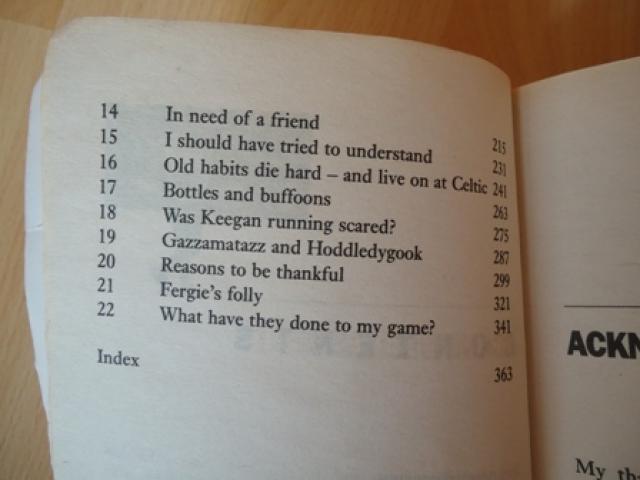 14 In need of a friend 215
15 I should have tried to understand 231
16 Old habits die hard – and live on at Celtic 241
17 Bottles and buffoons 263
18 Was Keegan running scared? 275
19 Gazzamatazz and Hoddledygook 287
20 Reasons to be thankful 299
21 Fergie's folly 321
22 What have they done to my game? 341
Index 363
ACKN
My th